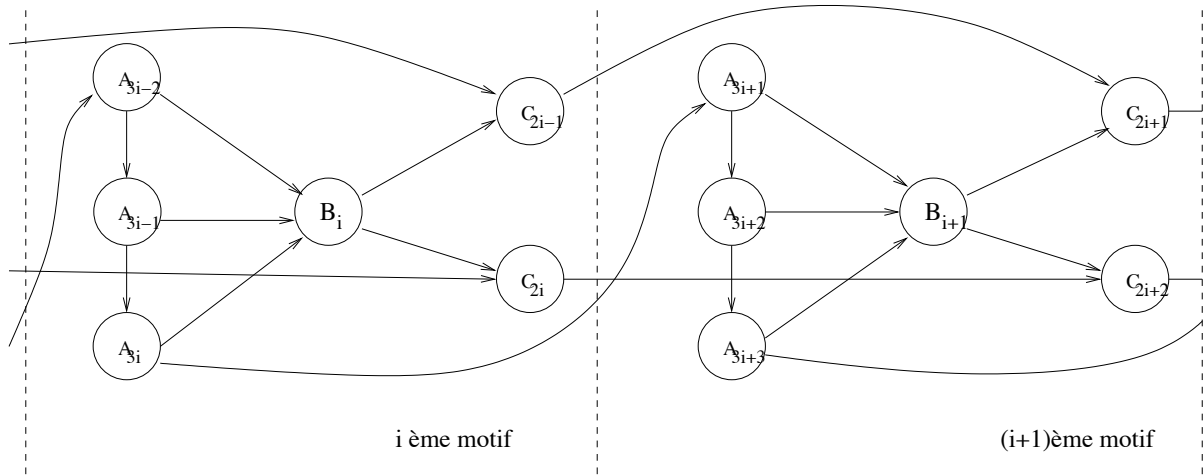 A3i−2
C2i−1
A3i−1
Bi
C2i
A3i
i ème motif
A3i+1
C2i+1
A3i+2
Bi+1
C2i+2
A3i+3
(i+1)ème motif